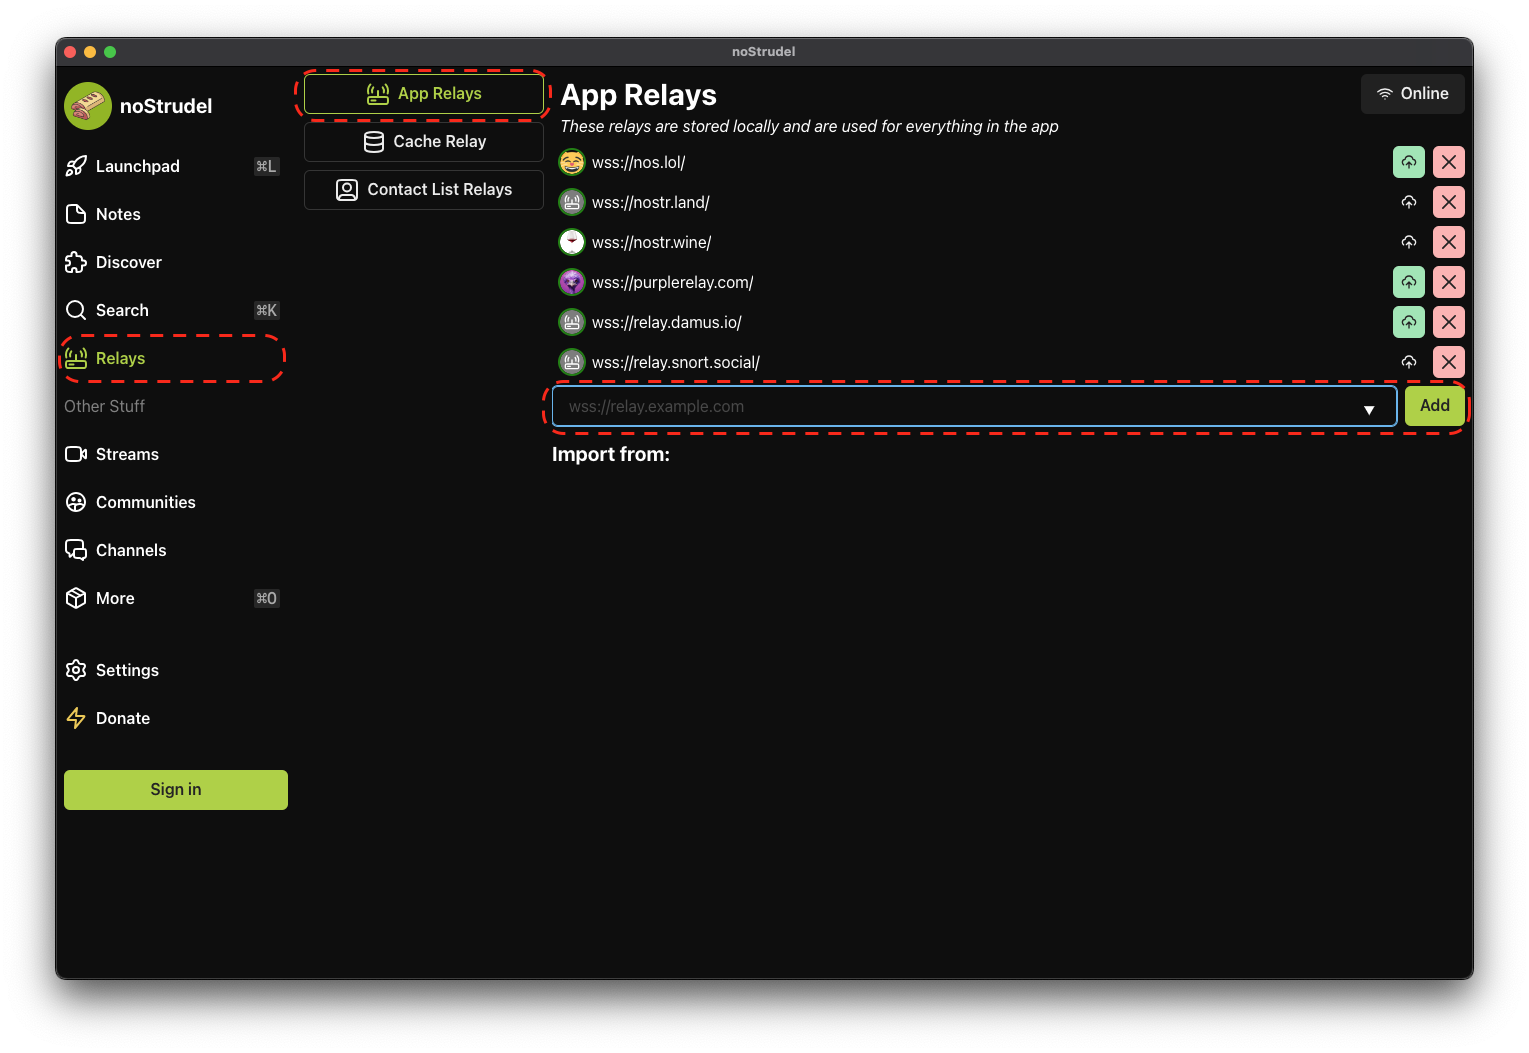 noStrudel
noStrudel
Launchpad ⌘L
Notes
Discover
Search ⌘K
Relays
Other Stuff
Streams
Communities
Channels
More ⌘O
Settings
Donate
Sign in
App Relays
Cache Relay
Contact List Relays
App Relays
Online
These relays are stored locally and are used for everything in the app
wss://nos.lol/
wss://nostr.land/
wss://nostr.wine/
wss://purplerelay.com/
wss://relay.damus.io/
wss://relay.snort.social/
wss://relay.example.com
Add
Import from: